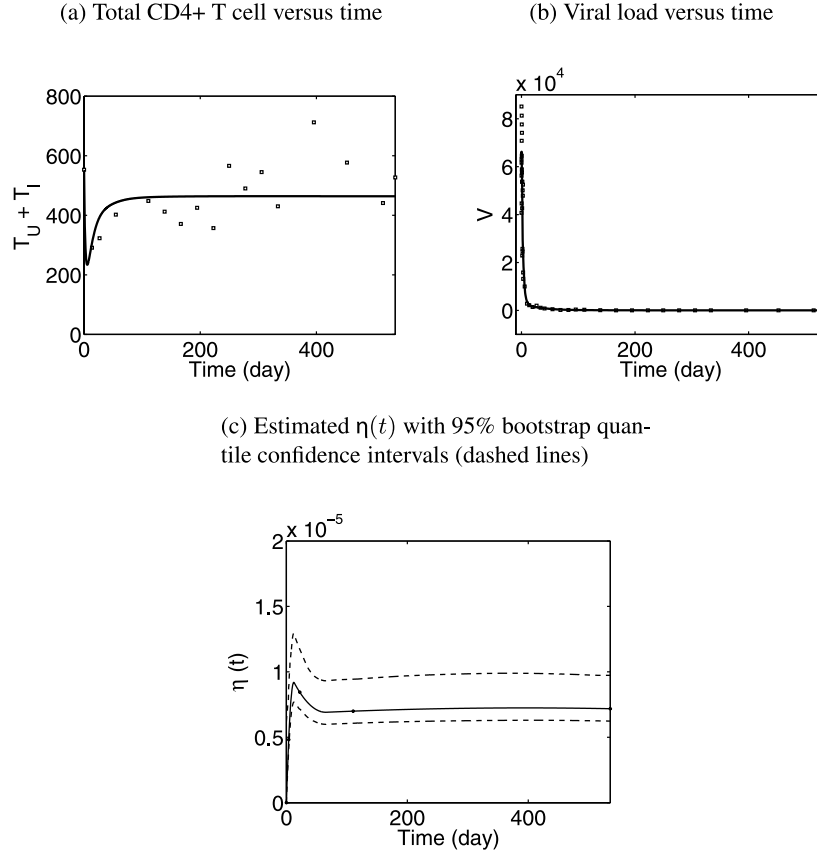 (a) Total CD4+ T cell versus time
(b) Viral load versus time
800
600
400
200
0
T_U + T_I
0
200
400
Time (day)
x 10^4
8
6
4
2
0
V
0
200
400
Time (day)
(c) Estimated η(t) with 95% bootstrap quan-
tile confidence intervals (dashed lines)
x 10^−5
2
1.5
1
0.5
0
η (t)
0
200
400
Time (day)